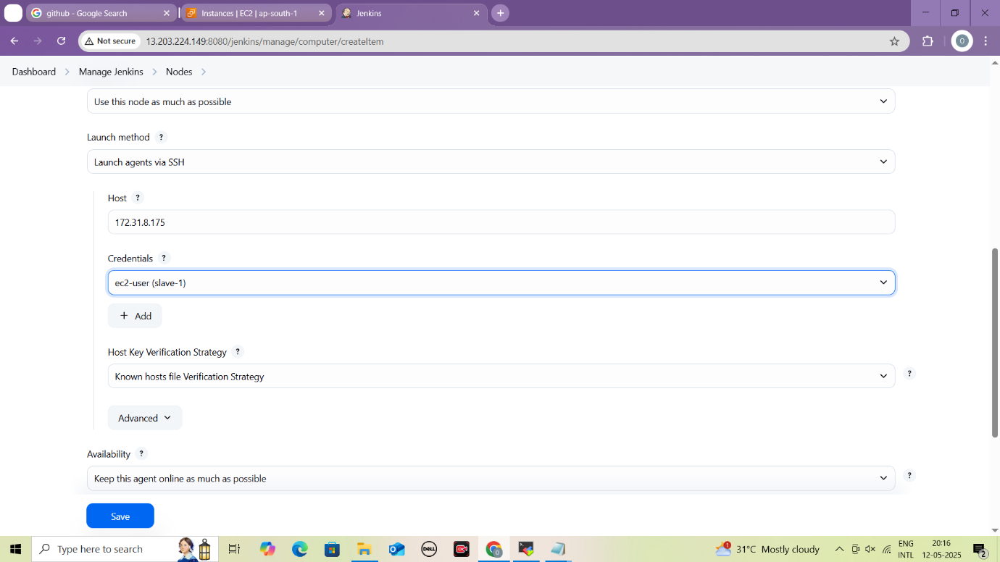 github - Google Search
Instances | EC2 | ap-south-1
Jenkins
Not secure
13.203.224.149:8080/jenkins/manage/computer/createItem
O
Dashboard
Manage Jenkins
Nodes
Use this node as much as possible
Launch method ?
Launch agents via SSH
Host ?
172.31.8.175
Credentials ?
ec2-user (slave-1)
+ Add
Host Key Verification Strategy ?
Known hosts file Verification Strategy
?
Advanced
Availability ?
Keep this agent online as much as possible
?
Save
Type here to search
DELL
1
31°C Mostly cloudy
ENG
INTL
20:16
12-05-2025
2